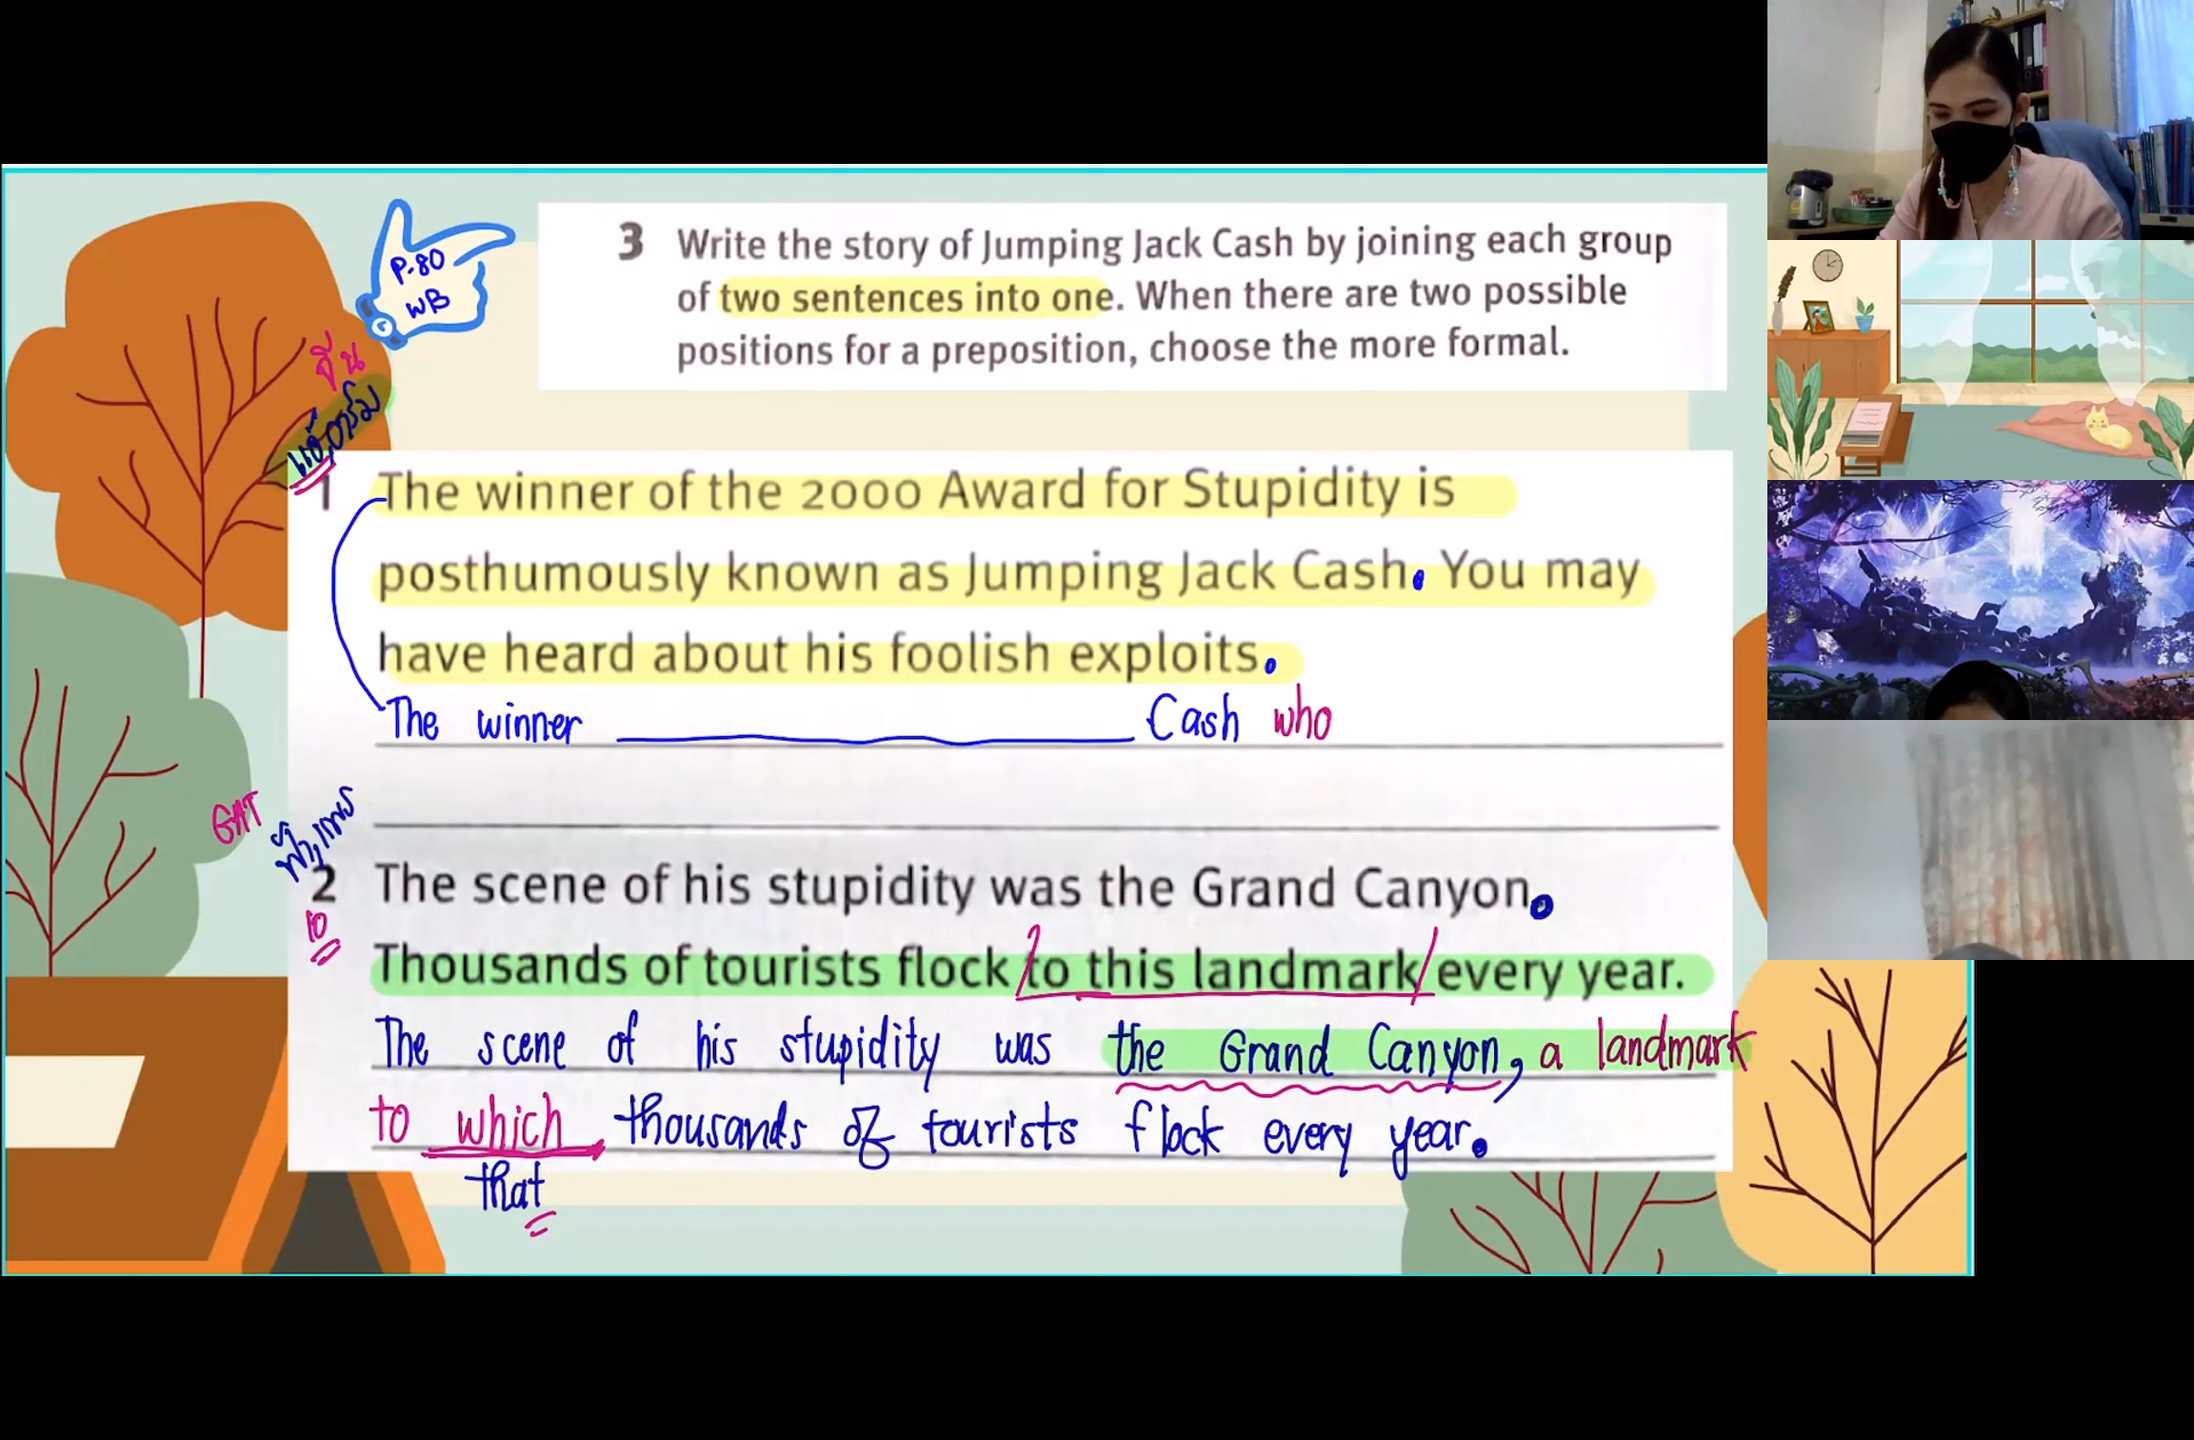 P.80
WB
3 Write the story of Jumping Jack Cash by joining each group
of two sentences into one. When there are two possible
positions for a preposition, choose the more formal.
จีน
1 The winner of the 2000 Award for Stupidity is
posthumously known as Jumping Jack Cash. You may
have heard about his foolish exploits.
The winner Cash who
GAT
2 The scene of his stupidity was the Grand Canyon.
Thousands of tourists flock to this landmark every year.
The scene of his stupidity was the Grand Canyon, a landmark
to which thousands of tourists flock every year.
that